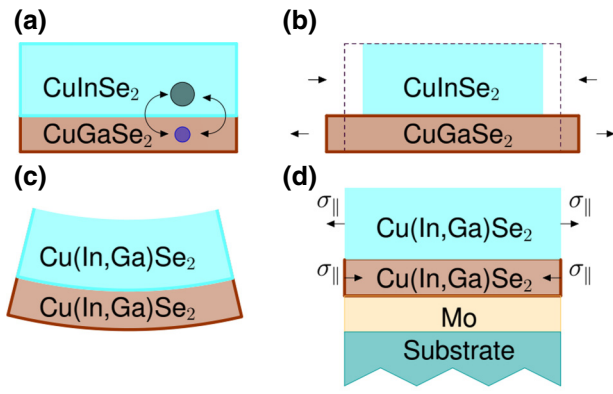 (a)
CuInSe₂
CuGaSe₂
(b)
CuInSe₂
CuGaSe₂
(c)
Cu(In,Ga)Se₂
Cu(In,Ga)Se₂
(d)
σ∥ σ∥
Cu(In,Ga)Se₂
σ∥ Cu(In,Ga)Se₂ σ∥
Mo
Substrate